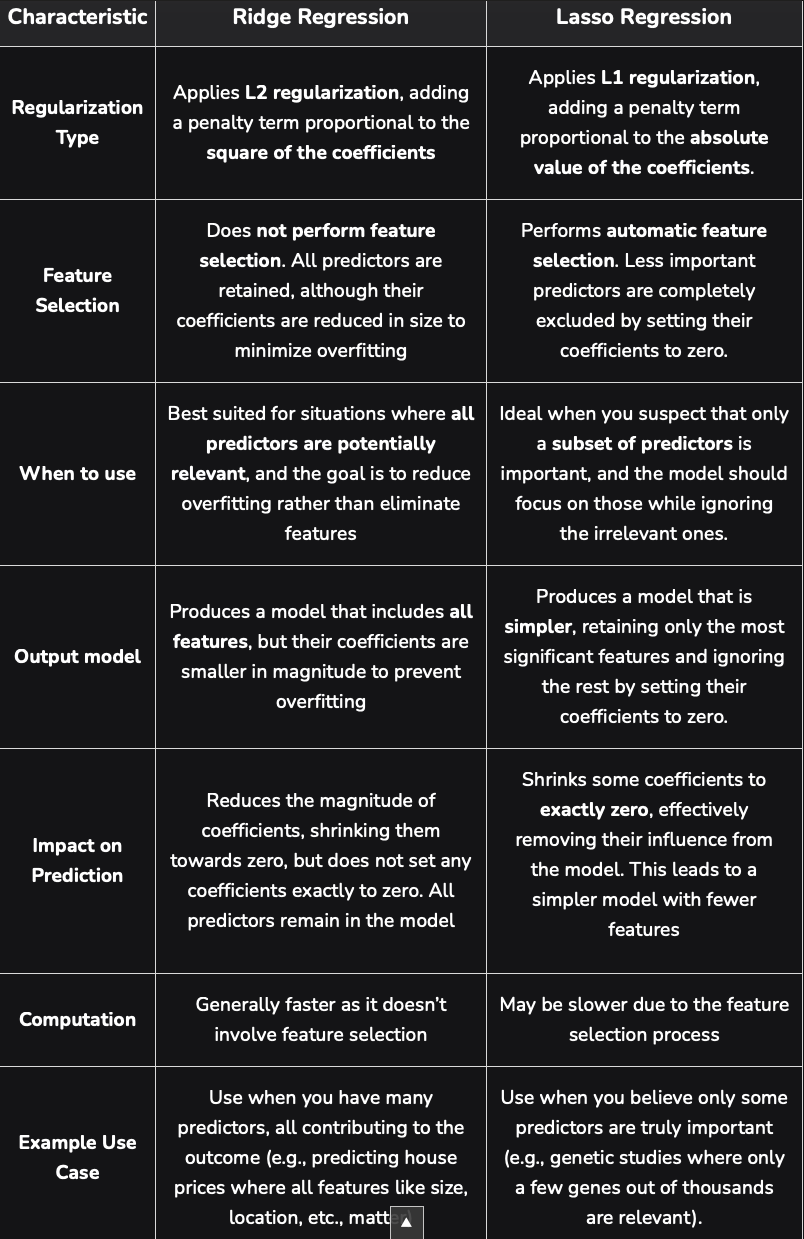 Characteristic
Ridge Regression
Lasso Regression
Regularization
Type
Applies L2 regularization, adding
a penalty term proportional to the
square of the coefficients
Applies L1 regularization,
adding a penalty term
proportional to the absolute
value of the coefficients.
Feature
Selection
Does not perform feature
selection. All predictors are
retained, although their
coefficients are reduced in size to
minimize overfitting
Performs automatic feature
selection. Less important
predictors are completely
excluded by setting their
coefficients to zero.
When to use
Best suited for situations where all
predictors are potentially
relevant, and the goal is to reduce
overfitting rather than eliminate
features
Ideal when you suspect that only
a subset of predictors is
important, and the model should
focus on those while ignoring
the irrelevant ones.
Output model
Produces a model that includes all
features, but their coefficients are
smaller in magnitude to prevent
overfitting
Produces a model that is
simpler, retaining only the most
significant features and ignoring
the rest by setting their
coefficients to zero.
Impact on
Prediction
Reduces the magnitude of
coefficients, shrinking them
towards zero, but does not set any
coefficients exactly to zero. All
predictors remain in the model
Shrinks some coefficients to
exactly zero, effectively
removing their influence from
the model. This leads to a
simpler model with fewer
features
Computation
Generally faster as it doesn't
involve feature selection
May be slower due to the feature
selection process
Example Use
Case
Use when you have many
predictors, all contributing to the
outcome (e.g., predicting house
prices where all features like size,
location, etc., matter)
Use when you believe only some
predictors are truly important
(e.g., genetic studies where only
a few genes out of thousands
are relevant).